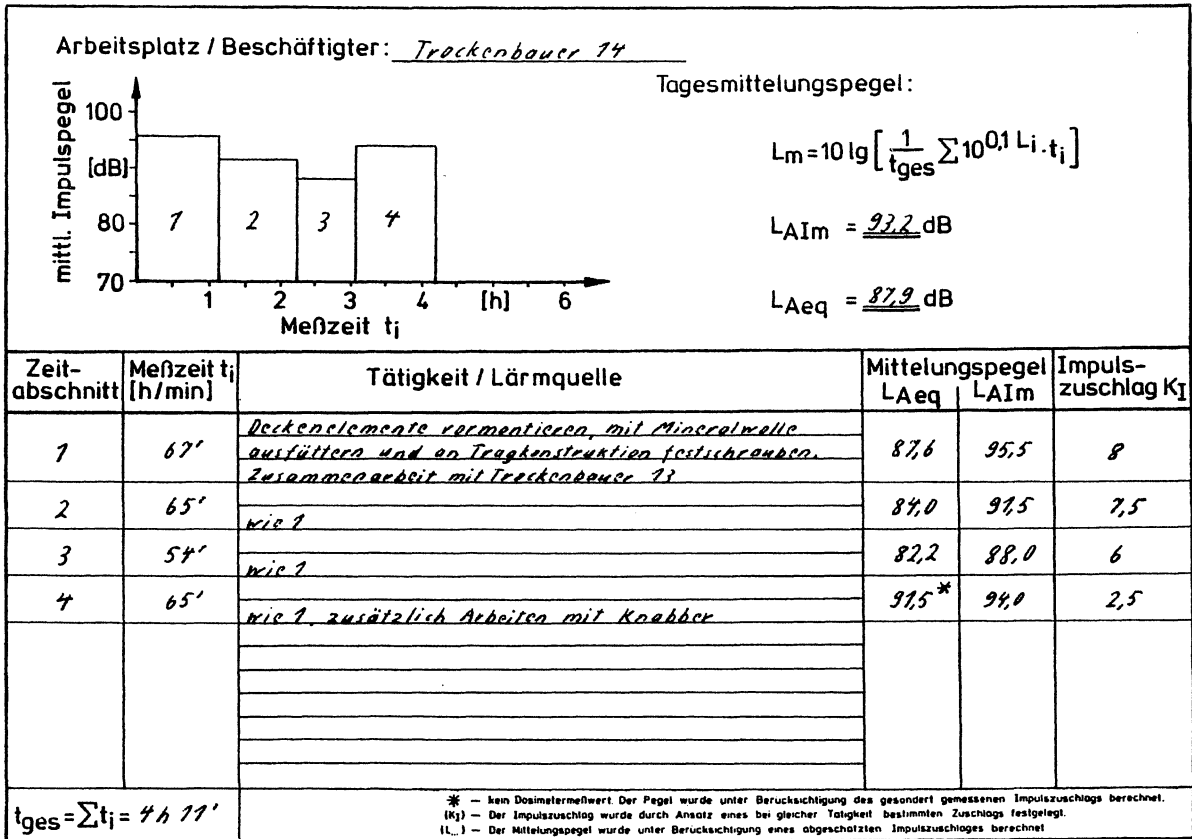 Arbeitsplatz / Beschäftigter: Trockenbauer 14
mittl. Impulspegel
[dB]
100
80
70
1
2
3
4
1
2
3
4
[h]
6
Meßzeit ti
Tagesmittelungspegel:
Lm = 10 lg [ 1/tges ∑ 10^0,1 Li · ti ]
LAIm = 93,2 dB
LAeq = 87,9 dB
Zeit-abschnitt | Meßzeit ti [h/min] | Tätigkeit / Lärmquelle | Mittelungspegel LAeq | LAIm | Impuls-zuschlag KI
Deckenelemente vormontieren, mit Mineralwolle
1 67' ausfüttern und an Tragkonstruktion festschrauben. 87,6 95,5 8
Zusammenarbeit mit Trockenbauer 13
2 65' wie 1 84,0 91,5 7,5
3 54' wie 1 82,2 88,0 6
4 65' wie 1, zusätzlich Arbeiten mit Knabber 91,5* 94,0 2,5
tges = ∑ti = 4 h 11'
* – kein Dosimetermeßwert. Der Pegel wurde unter Berücksichtigung des gesondert gemessenen Impulszuschlags berechnet.
(KI) – Der Impulszuschlag wurde durch Ansatz eines bei gleicher Tätigkeit bestimmten Zuschlags festgelegt.
(L...) – Der Mittelungspegel wurde unter Berücksichtigung eines abgeschätzten Impulszuschlages berechnet